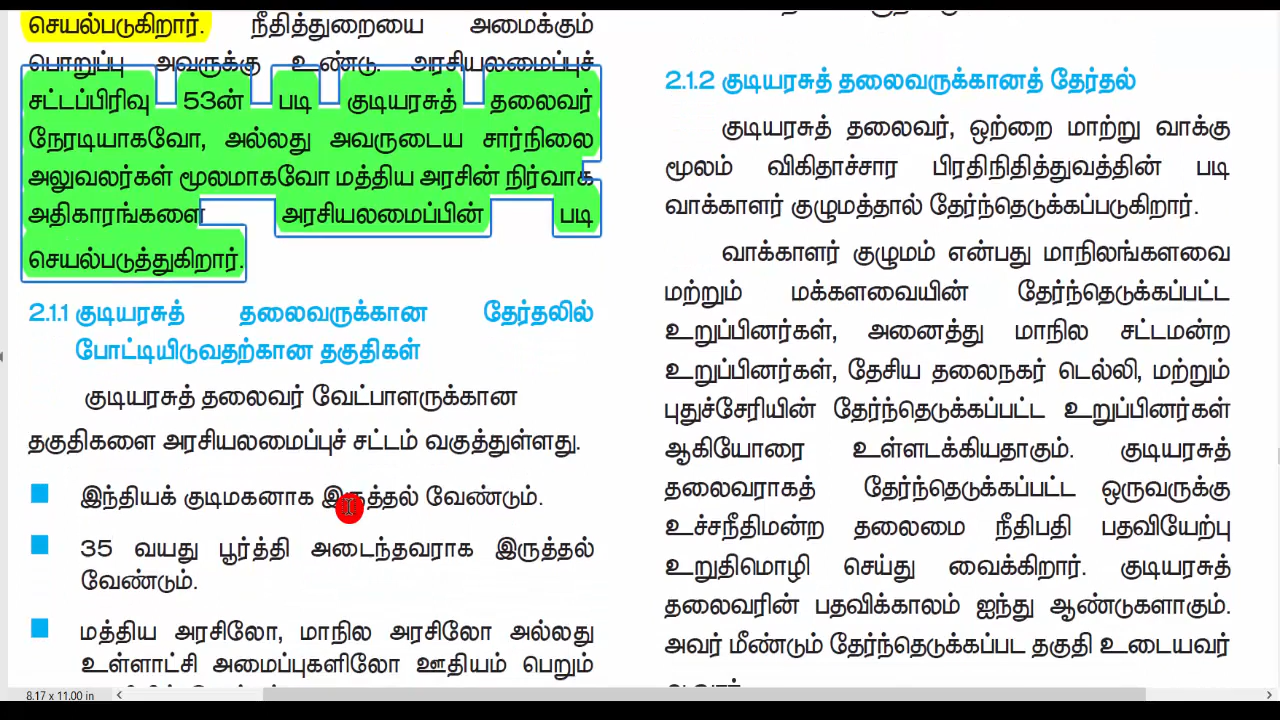 செயல்படுகிறார். நீதித்துறையை அமைக்கும்
பொறுப்பு அவருக்கு உண்டு. அரசியலமைப்புச்
சட்டப்பிரிவு 53ன் படி குடியரசுத் தலைவர்
நேரடியாகவோ, அல்லது அவருடைய சார்நிலை
அலுவலர்கள் மூலமாகவோ மத்திய அரசின் நிர்வாக
அதிகாரங்களை அரசியலமைப்பின் படி
செயல்படுத்துகிறார்.
2.1.1 குடியரசுத் தலைவருக்கான தேர்தலில்
போட்டியிடுவதற்கான தகுதிகள்
குடியரசுத் தலைவர் வேட்பாளருக்கான
தகுதிகளை அரசியலமைப்புச் சட்டம் வகுத்துள்ளது.
இந்தியக் குடிமகனாக இருத்தல் வேண்டும்.
35 வயது பூர்த்தி அடைந்தவராக இருத்தல்
வேண்டும்.
மத்திய அரசிலோ, மாநில அரசிலோ அல்லது
உள்ளாட்சி அமைப்புகளிலோ ஊதியம் பெறும்
2.1.2 குடியரசுத் தலைவருக்கானத் தேர்தல்
குடியரசுத் தலைவர், ஒற்றை மாற்று வாக்கு
மூலம் விகிதாச்சார பிரதிநிதித்துவத்தின் படி
வாக்காளர் குழுமத்தால் தேர்ந்தெடுக்கப்படுகிறார்.
வாக்காளர் குழுமம் என்பது மாநிலங்களவை
மற்றும் மக்களவையின் தேர்ந்தெடுக்கப்பட்ட
உறுப்பினர்கள், அனைத்து மாநில சட்டமன்ற
உறுப்பினர்கள், தேசிய தலைநகர் டெல்லி, மற்றும்
புதுச்சேரியின் தேர்ந்தெடுக்கப்பட்ட உறுப்பினர்கள்
ஆகியோரை உள்ளடக்கியதாகும். குடியரசுத்
தலைவராகத் தேர்ந்தெடுக்கப்பட்ட ஒருவருக்கு
உச்சநீதிமன்ற தலைமை நீதிபதி பதவியேற்பு
உறுதிமொழி செய்து வைக்கிறார். குடியரசுத்
தலைவரின் பதவிக்காலம் ஐந்து ஆண்டுகளாகும்.
அவர் மீண்டும் தேர்ந்தெடுக்கப்பட தகுதி உடையவர்
8.17 x 11.00 in